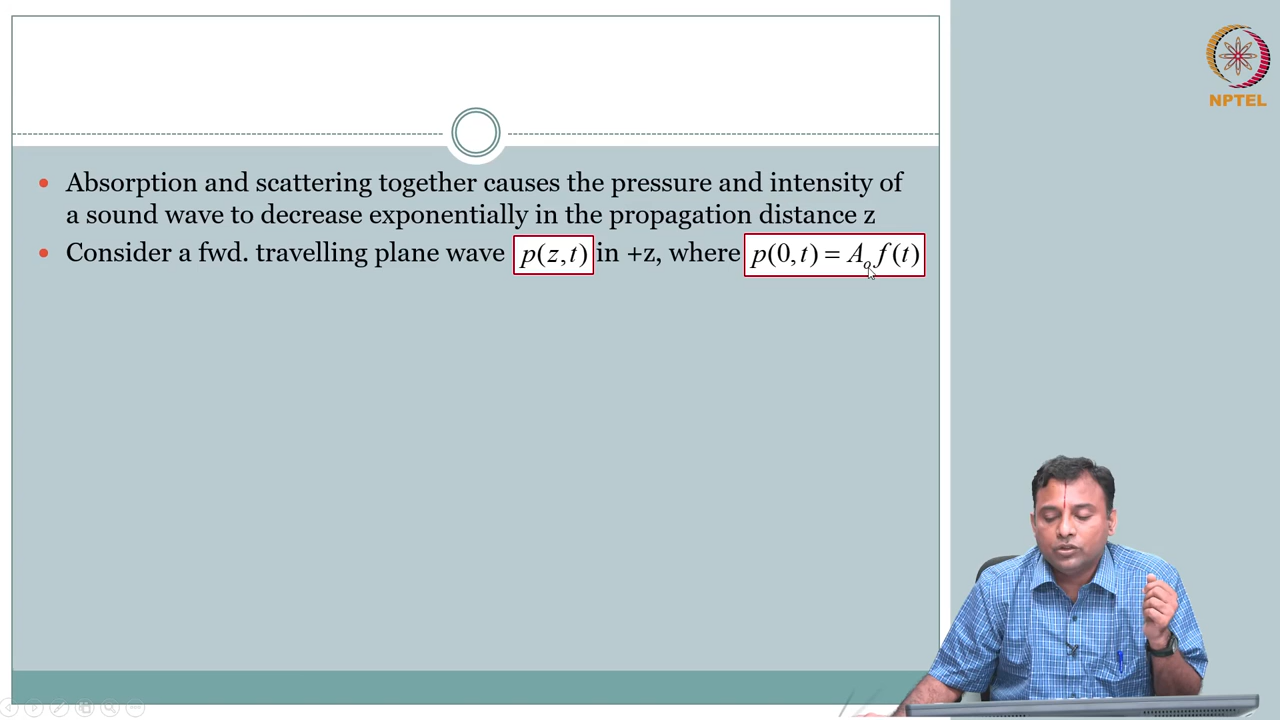 Absorption and scattering together causes the pressure and intensity of
a sound wave to decrease exponentially in the propagation distance z
Consider a fwd. travelling plane wave p(z,t) in +z, where p(0,t) = Aₒ f(t)
NPTEL